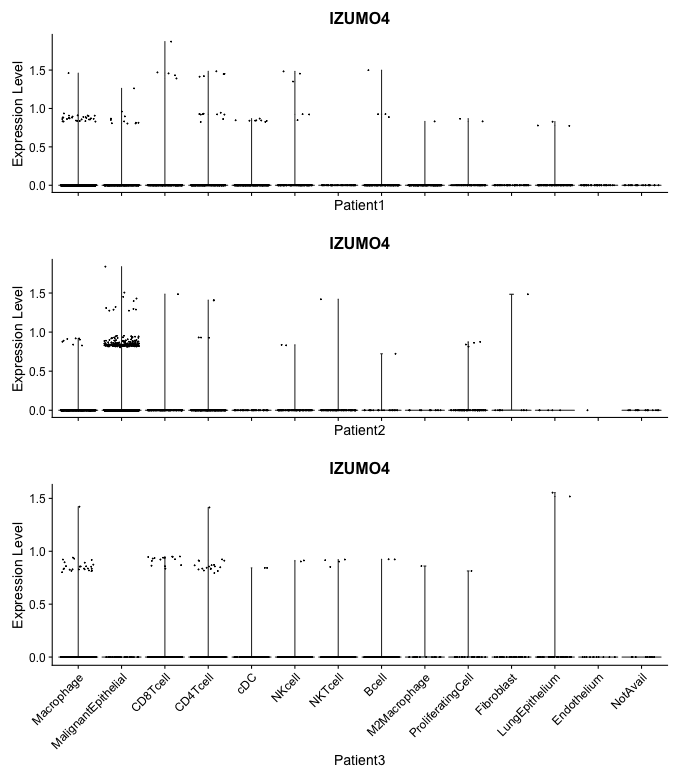 IZUMO4
Expression Level
1.5
1.0
0.5
0.0
Patient1
IZUMO4
Expression Level
1.5
1.0
0.5
0.0
Patient2
IZUMO4
Expression Level
1.5
1.0
0.5
0.0
Macrophage
MalignantEpithelial
CD8Tcell
CD4Tcell
cDC
NKcell
NKTcell
Bcell
M2Macrophage
ProliferatingCell
Fibroblast
LungEpithelium
Endothelium
NotAvail
Patient3